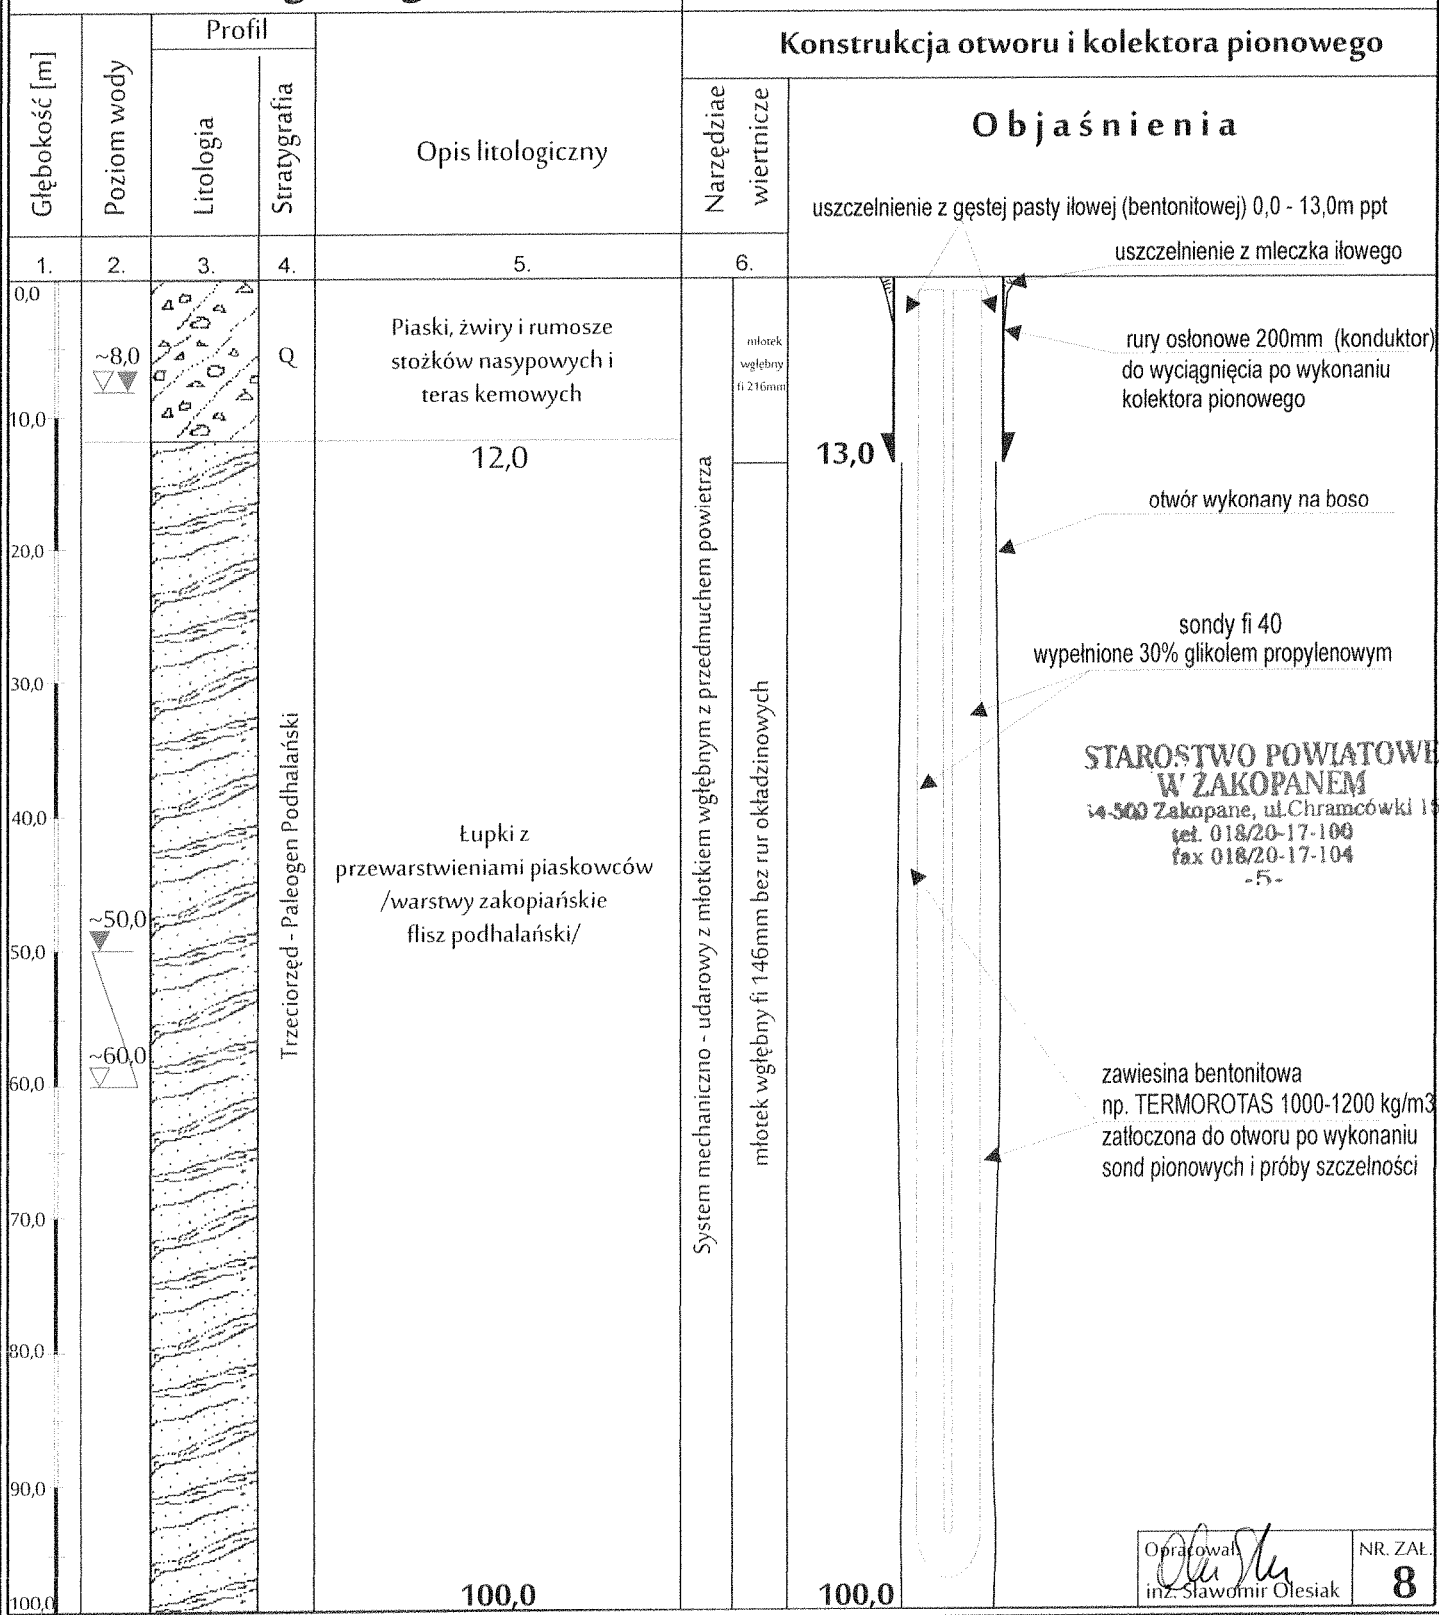 Profil
Konstrukcja otworu i kolektora pionowego
Głębokość [m]
Poziom wody
Litologia
Stratygrafia
Opis litologiczny
Narzędziae
wiertnicze
Objaśnienia
uszczelnienie z gęstej pasty iłowej (bentonitowej) 0,0 - 13,0m ppt
uszczelnienie z mleczka iłowego
1.
2.
3.
4.
5.
6.
0,0
Piaski, żwiry i rumosze
stożków nasypowych i
teras kemowych
Q
~8,0
młotek
wgłębny
fi 216mm
rury osłonowe 200mm (konduktor)
do wyciągnięcia po wykonaniu
kolektora pionowego
10,0
12,0
13,0
otwór wykonany na boso
20,0
sondy fi 40
wypełnione 30% glikolem propylenowym
30,0
Trzeciorzęd - Paleogen Podhalański
System mechaniczno - udarowy z młotkiem wgłębnym z przedmuchem powietrza
młotek wgłębny fi 146mm bez rur okładzinowych
STAROSTWO POWIATOWE
W ZAKOPANEM
34-500 Zakopane, ul.Chramcówki 15
tel. 018/20-17-100
fax 018/20-17-104
-5-
40,0
Łupki z
przewarstwieniami piaskowców
/warstwy zakopiańskie
flisz podhalański/
~50,0
50,0
~60,0
60,0
zawiesina bentonitowa
np. TERMOROTAS 1000-1200 kg/m3
zatłoczona do otworu po wykonaniu
sond pionowych i próby szczelności
70,0
80,0
90,0
100,0
100,0
100,0
Opracował:
inż. Sławomir Olesiak
NR. ZAŁ.
8